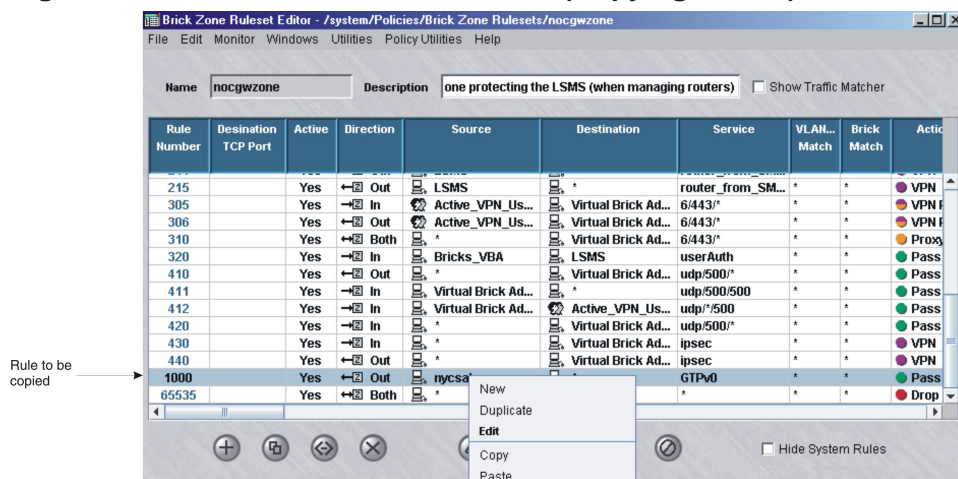 Brick Zone Ruleset Editor - /system/Policies/Brick Zone Rulesets/nocgwzone
File Edit Monitor Windows Utilities Policy Utilities Help
Name nocgwzone Description one protecting the LSMS (when managing routers) Show Traffic Matcher
Rule Number Desination TCP Port Active Direction Source Destination Service VLAN... Match Brick Match Actic
215 Yes Out LSMS * router_from_SM... * * VPN
305 Yes In Active_VPN_Us... Virtual Brick Ad... 6/443/* * * VPN F
306 Yes Out Active_VPN_Us... Virtual Brick Ad... 6/443/* * * VPN F
310 Yes Both * Virtual Brick Ad... 6/443/* * * Proxy
320 Yes In Bricks_VBA LSMS userAuth * * Pass
410 Yes Out * Virtual Brick Ad... udp/500/* * * Pass
411 Yes In Virtual Brick Ad... * udp/500/500 * * Pass
412 Yes In Virtual Brick Ad... Active_VPN_Us... udp/*/500 * * Pass
420 Yes In * Virtual Brick Ad... udp/500/* * * Pass
430 Yes In * Virtual Brick Ad... ipsec * * VPN
440 Yes Out * Virtual Brick Ad... ipsec * * VPN
Rule to be copied
1000 Yes Out nycsa GTPv0 * * Pass
65535 Yes Both * * * * Drop
New
Duplicate
Edit
Copy
Paste
Hide System Rules